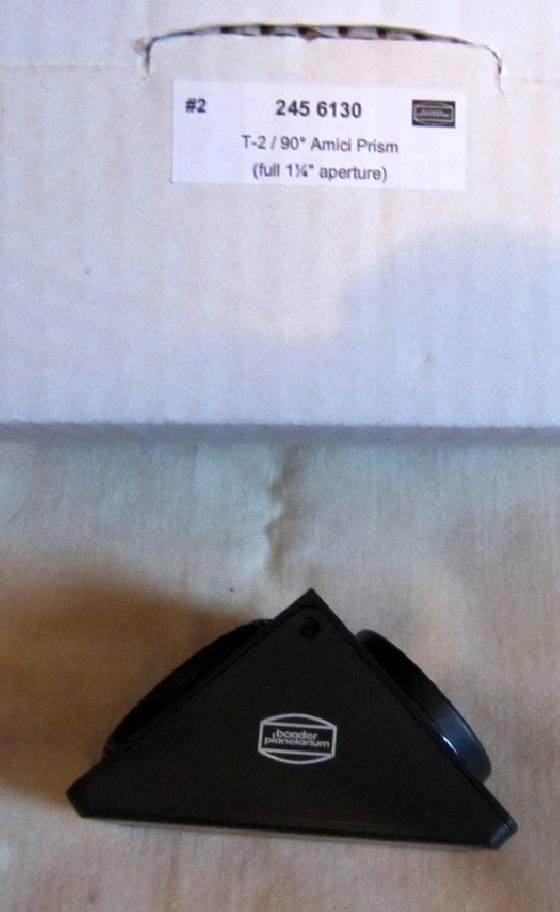 #2 245 6130
T-2 / 90° Amici Prism
(full 1¼" aperture)
baader
planetarium